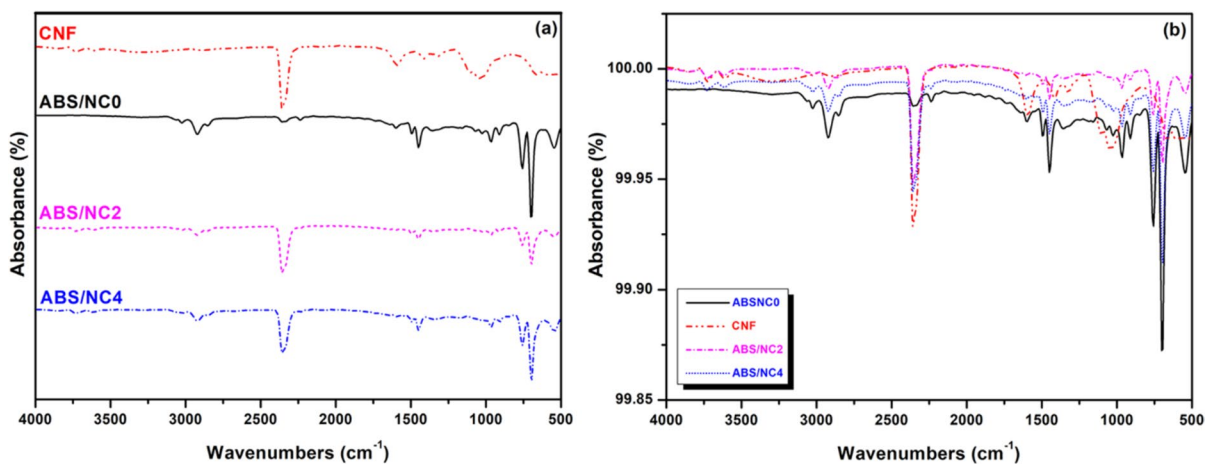 (a)
CNF
ABS/NC0
ABS/NC2
ABS/NC4
Absorbance (%)
4000 3500 3000 2500 2000 1500 1000 500
Wavenumbers (cm⁻¹)
(b)
100.00
99.95
99.90
99.85
Absorbance (%)
ABSNC0
CNF
ABS/NC2
ABS/NC4
4000 3500 3000 2500 2000 1500 1000 500
Wavenumbers (cm⁻¹)